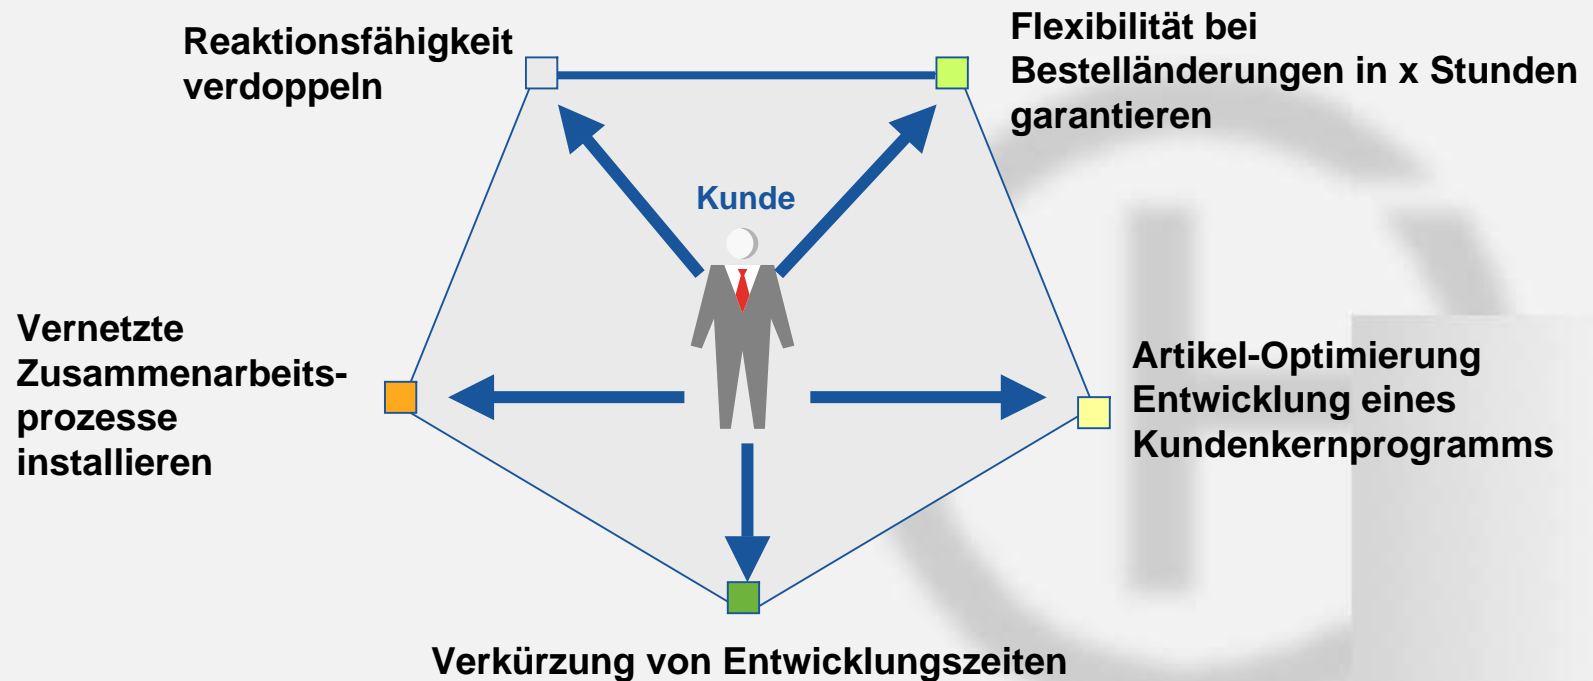 Reaktionsfähigkeit
verdoppeln
Flexibilität bei
Bestelländerungen in x Stunden
garantieren
Kunde
Vernetzte
Zusammenarbeits-
prozesse
installieren
Artikel-Optimierung
Entwicklung eines
Kundenkernprogramms
Verkürzung von Entwicklungszeiten